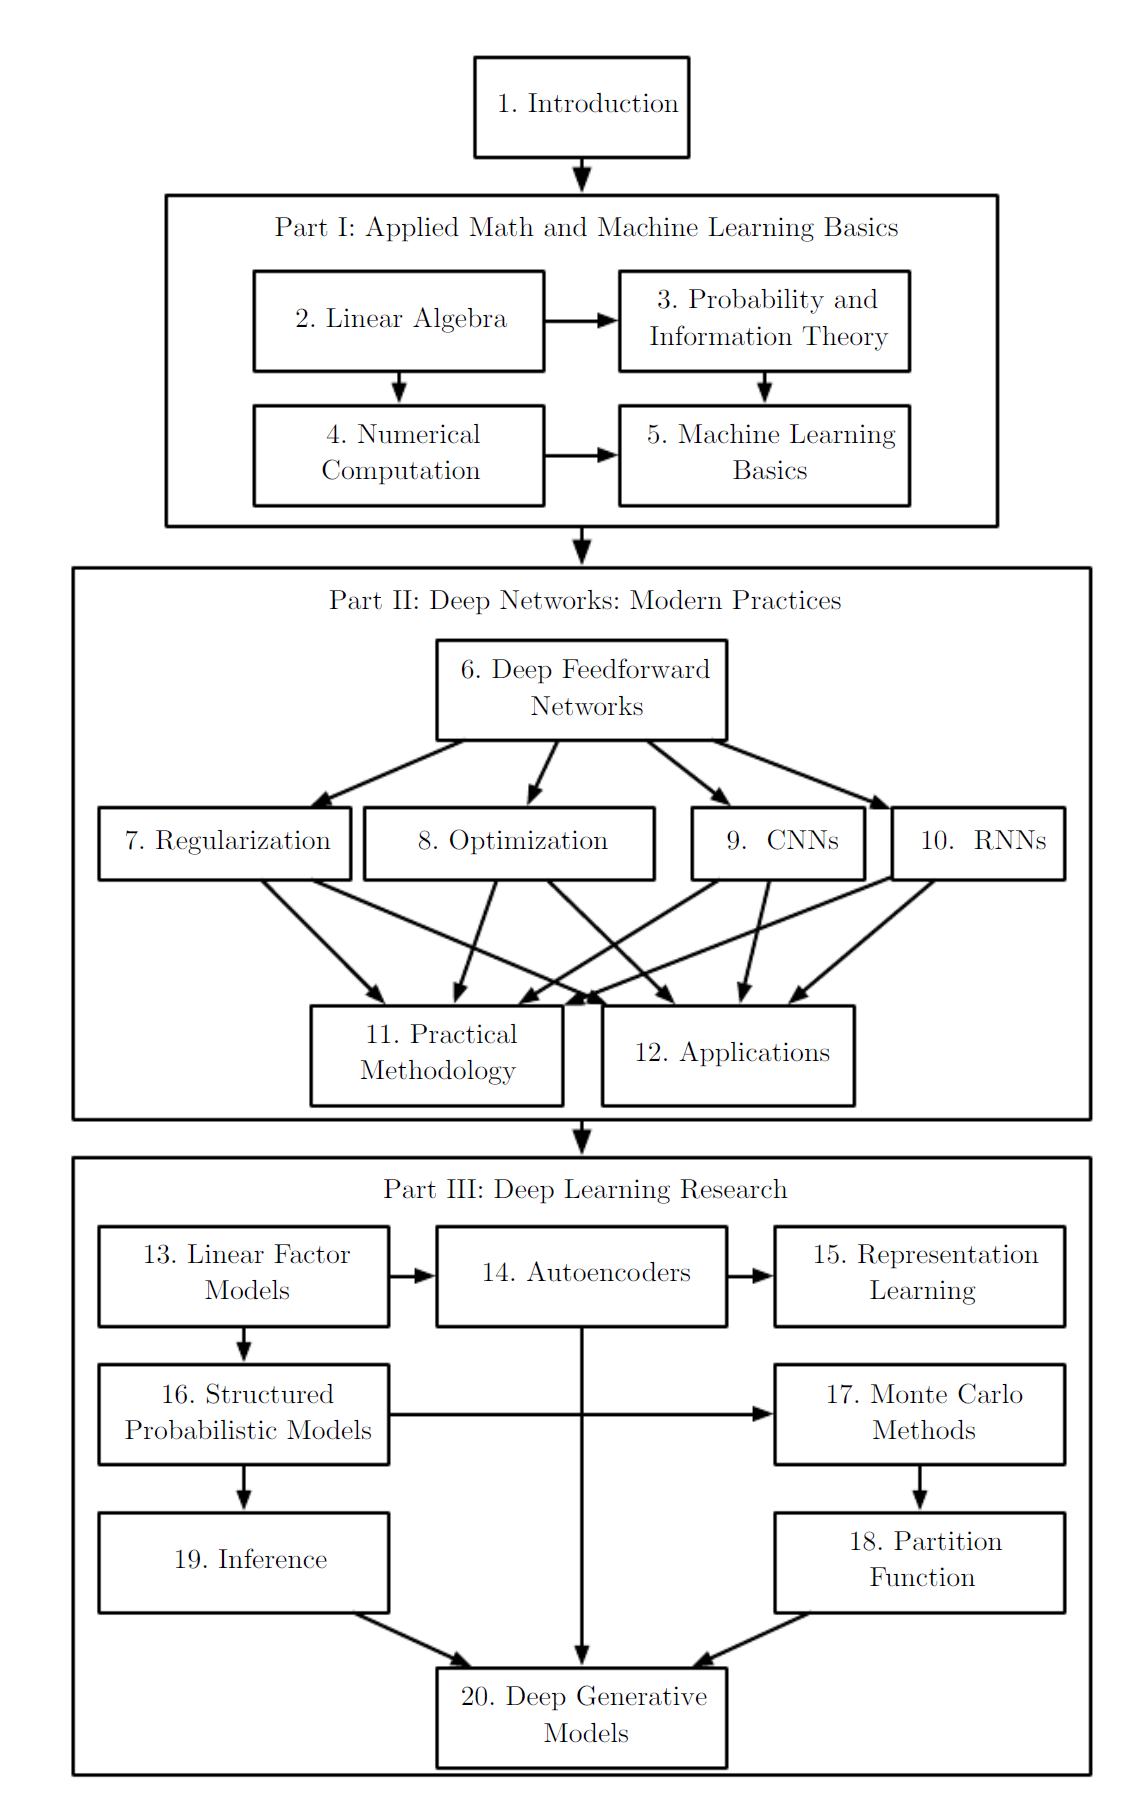 1. Introduction
Part I: Applied Math and Machine Learning Basics
2. Linear Algebra
3. Probability and
Information Theory
4. Numerical
Computation
5. Machine Learning
Basics
Part II: Deep Networks: Modern Practices
6. Deep Feedforward
Networks
7. Regularization
8. Optimization
9. CNNs
10. RNNs
11. Practical
Methodology
12. Applications
Part III: Deep Learning Research
13. Linear Factor
Models
14. Autoencoders
15. Representation
Learning
16. Structured
Probabilistic Models
17. Monte Carlo
Methods
19. Inference
18. Partition
Function
20. Deep Generative
Models